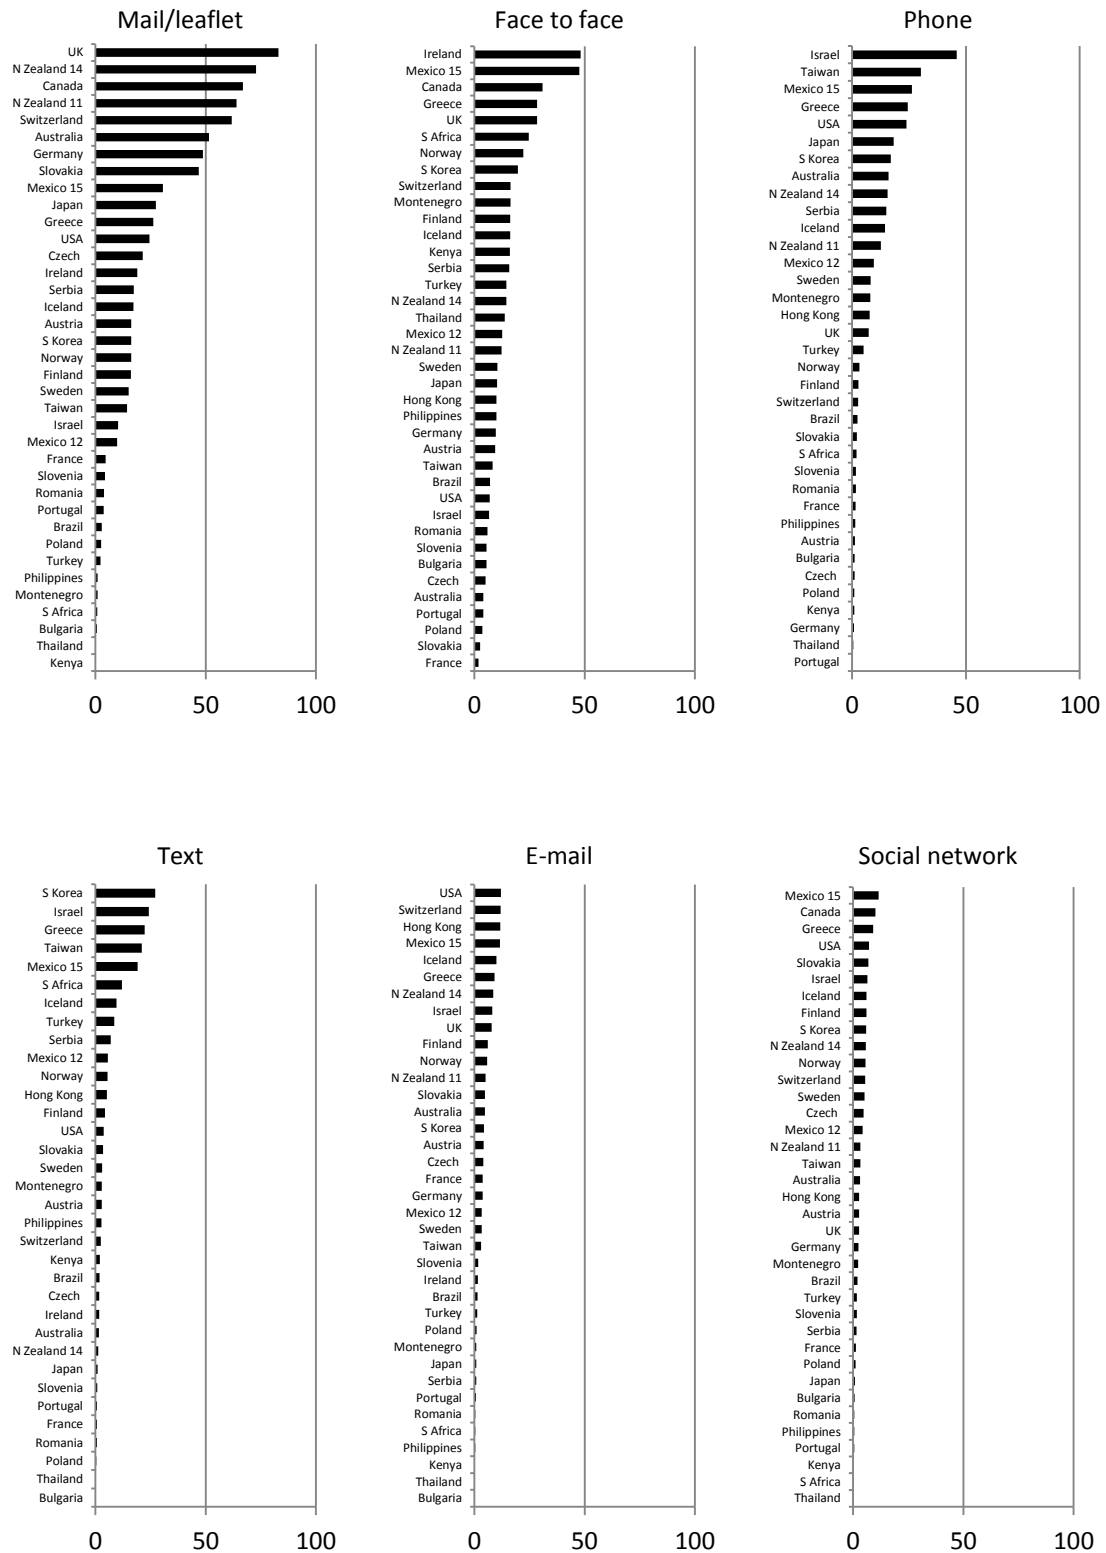 Mail/leaflet
UK
N Zealand 14
Canada
N Zealand 11
Switzerland
Australia
Germany
Slovakia
Mexico 15
Japan
Greece
USA
Czech
Ireland
Serbia
Iceland
Austria
S Korea
Norway
Finland
Sweden
Taiwan
Israel
Mexico 12
France
Slovenia
Romania
Portugal
Brazil
Poland
Turkey
Philippines
Montenegro
S Africa
Bulgaria
Thailand
Kenya
0 50 100
Face to face
Ireland
Mexico 15
Canada
Greece
UK
S Africa
Norway
S Korea
Switzerland
Montenegro
Finland
Iceland
Kenya
Serbia
Turkey
N Zealand 14
Thailand
Mexico 12
N Zealand 11
Sweden
Japan
Hong Kong
Philippines
Germany
Austria
Taiwan
Brazil
USA
Israel
Romania
Slovenia
Bulgaria
Czech
Australia
Portugal
Poland
Slovakia
France
0 50 100
Phone
Israel
Taiwan
Mexico 15
Greece
USA
Japan
S Korea
Australia
N Zealand 14
Serbia
Iceland
N Zealand 11
Mexico 12
Sweden
Montenegro
Hong Kong
UK
Turkey
Norway
Finland
Switzerland
Brazil
Slovakia
S Africa
Slovenia
Romania
France
Philippines
Austria
Bulgaria
Czech
Poland
Kenya
Germany
Thailand
Portugal
0 50 100
Text
S Korea
Israel
Greece
Taiwan
Mexico 15
S Africa
Iceland
Turkey
Serbia
Mexico 12
Norway
Hong Kong
Finland
USA
Slovakia
Sweden
Montenegro
Austria
Philippines
Switzerland
Kenya
Brazil
Czech
Ireland
Australia
N Zealand 14
Japan
Slovenia
Portugal
France
Romania
Poland
Thailand
Bulgaria
0 50 100
E-mail
USA
Switzerland
Hong Kong
Mexico 15
Iceland
Greece
N Zealand 14
Israel
UK
Finland
Norway
N Zealand 11
Slovakia
Australia
S Korea
Austria
Czech
France
Germany
Mexico 12
Sweden
Taiwan
Slovenia
Ireland
Brazil
Turkey
Poland
Montenegro
Japan
Serbia
Portugal
Romania
S Africa
Philippines
Kenya
Thailand
Bulgaria
0 50 100
Social network
Mexico 15
Canada
Greece
USA
Slovakia
Israel
Iceland
Finland
S Korea
N Zealand 14
Norway
Switzerland
Sweden
Czech
Mexico 12
N Zealand 11
Taiwan
Australia
Hong Kong
Austria
UK
Germany
Montenegro
Brazil
Turkey
Slovenia
Serbia
France
Poland
Japan
Bulgaria
Romania
Philippines
Portugal
Kenya
S Africa
Thailand
0 50 100